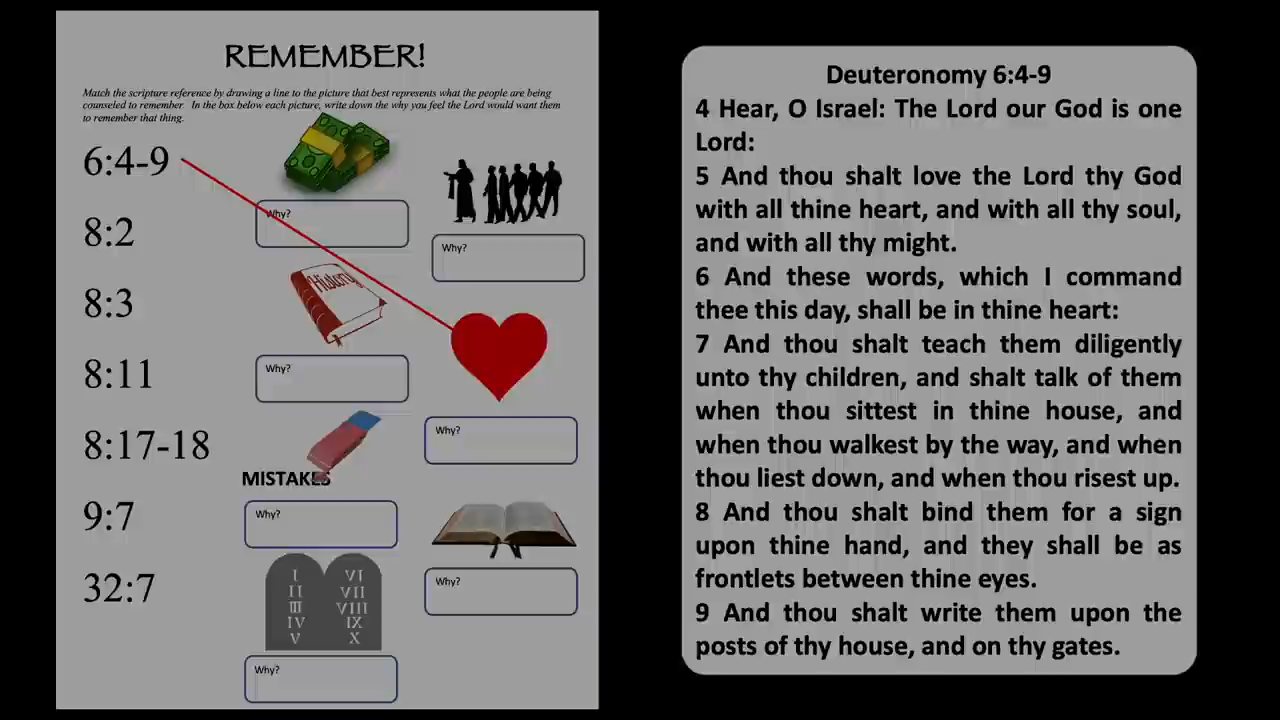 REMEMBER!
Match the scripture reference by drawing a line to the picture that best represents what the people are being
counseled to remember. In the box below each picture, write down the why you feel the Lord would want them
to remember that thing.
6:4-9
8:2
8:3
8:11
8:17-18
9:7
32:7
Why?
Why?
History
Why?
Why?
MISTAKES
Why?
Why?
I VI
II VII
III VIII
IV IX
V X
Why?
Deuteronomy 6:4-9
4 Hear, O Israel: The Lord our God is one
Lord:
5 And thou shalt love the Lord thy God
with all thine heart, and with all thy soul,
and with all thy might.
6 And these words, which I command
thee this day, shall be in thine heart:
7 And thou shalt teach them diligently
unto thy children, and shalt talk of them
when thou sittest in thine house, and
when thou walkest by the way, and when
thou liest down, and when thou risest up.
8 And thou shalt bind them for a sign
upon thine hand, and they shall be as
frontlets between thine eyes.
9 And thou shalt write them upon the
posts of thy house, and on thy gates.